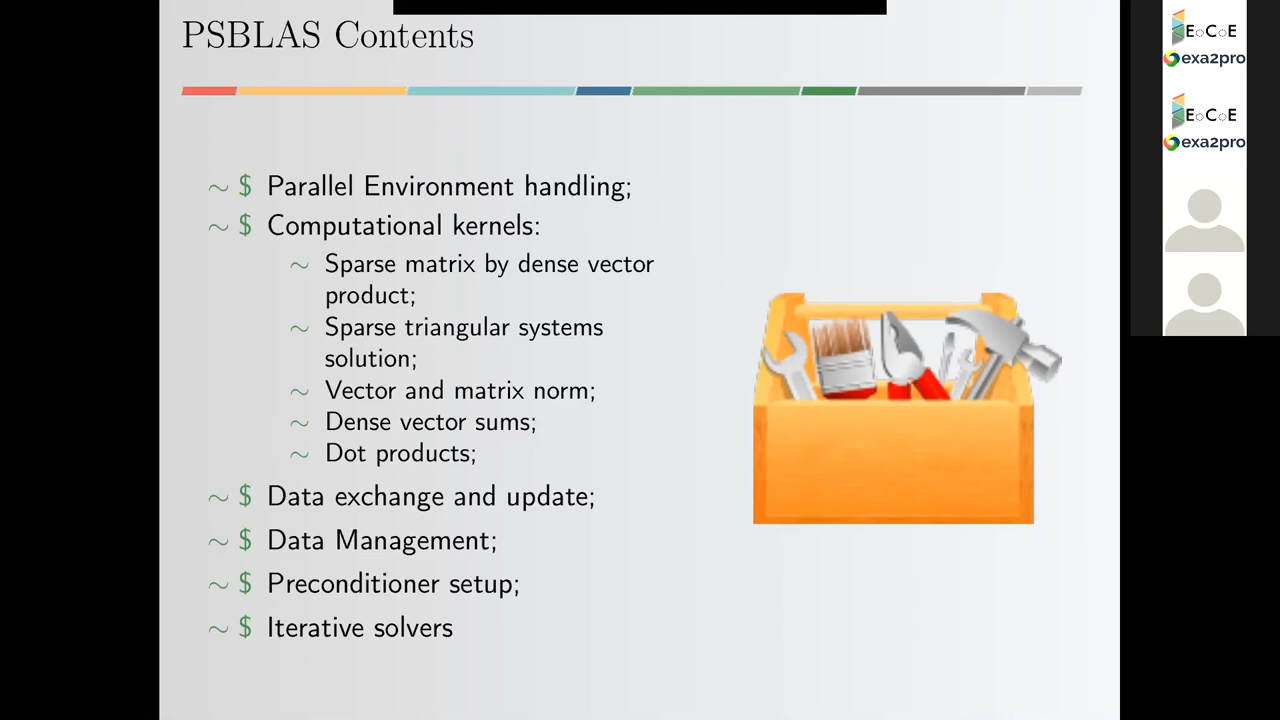 PSBLAS Contents
∼ $ Parallel Environment handling;
∼ $ Computational kernels:
∼ Sparse matrix by dense vector
product;
∼ Sparse triangular systems
solution;
∼ Vector and matrix norm;
∼ Dense vector sums;
∼ Dot products;
∼ $ Data exchange and update;
∼ $ Data Management;
∼ $ Preconditioner setup;
∼ $ Iterative solvers
EoCoE
exa2pro
EoCoE
exa2pro